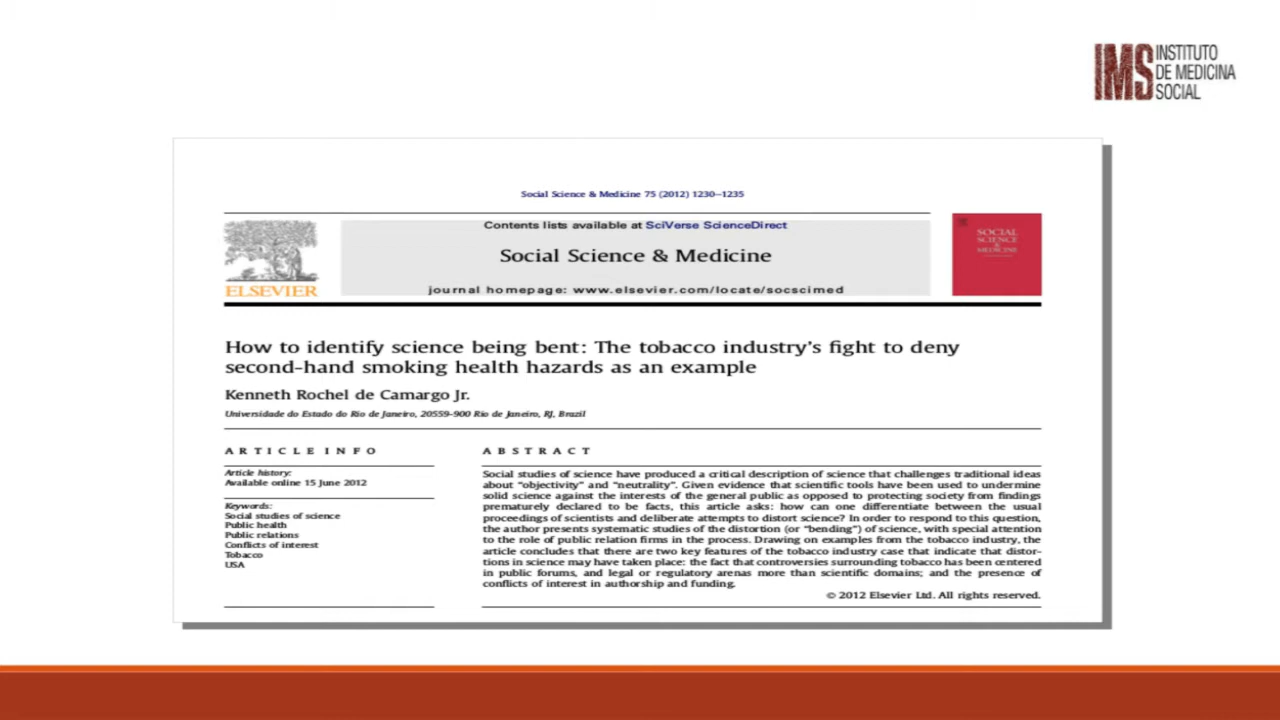 IMS INSTITUTO
DE MEDICINA
SOCIAL
Social Science & Medicine 75 (2012) 1230–1235
Contents lists available at SciVerse ScienceDirect
Social Science & Medicine
journal homepage: www.elsevier.com/locate/socscimed
ELSEVIER
SOCIAL
SCIENCE
&
MEDICINE
How to identify science being bent: The tobacco industry's fight to deny
second-hand smoking health hazards as an example
Kenneth Rochel de Camargo Jr.
Universidade do Estado do Rio de Janeiro, 20559-900 Rio de Janeiro, RJ, Brazil
ARTICLE INFO
Article history:
Available online 15 June 2012
Keywords:
Social studies of science
Public health
Public relations
Conflicts of interest
Tobacco
USA
ABSTRACT
Social studies of science have produced a critical description of science that challenges traditional ideas
about "objectivity" and "neutrality". Given evidence that scientific tools have been used to undermine
solid science against the interests of the general public as opposed to protecting society from findings
prematurely declared to be facts, this article asks: how can one differentiate between the usual
proceedings of scientists and deliberate attempts to distort science? In order to respond to this question,
the author presents systematic studies of the distortion (or "bending") of science, with special attention
to the role of public relation firms in the process. Drawing on examples from the tobacco industry, the
article concludes that there are two key features of the tobacco industry case that indicate that distor-
tions in science may have taken place: the fact that controversies surrounding tobacco has been centered
in public forums, and legal or regulatory arenas more than scientific domains; and the presence of
conflicts of interest in authorship and funding.
© 2012 Elsevier Ltd. All rights reserved.